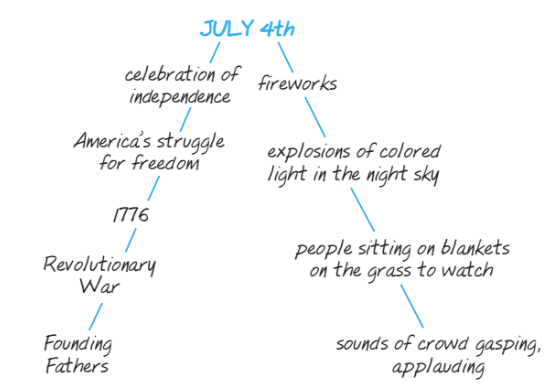 JULY 4th
celebration of
independence
fireworks
America's struggle
for freedom
explosions of colored
light in the night sky
1776
people sitting on blankets
on the grass to watch
Revolutionary
War
Founding
Fathers
sounds of crowd gasping,
applauding